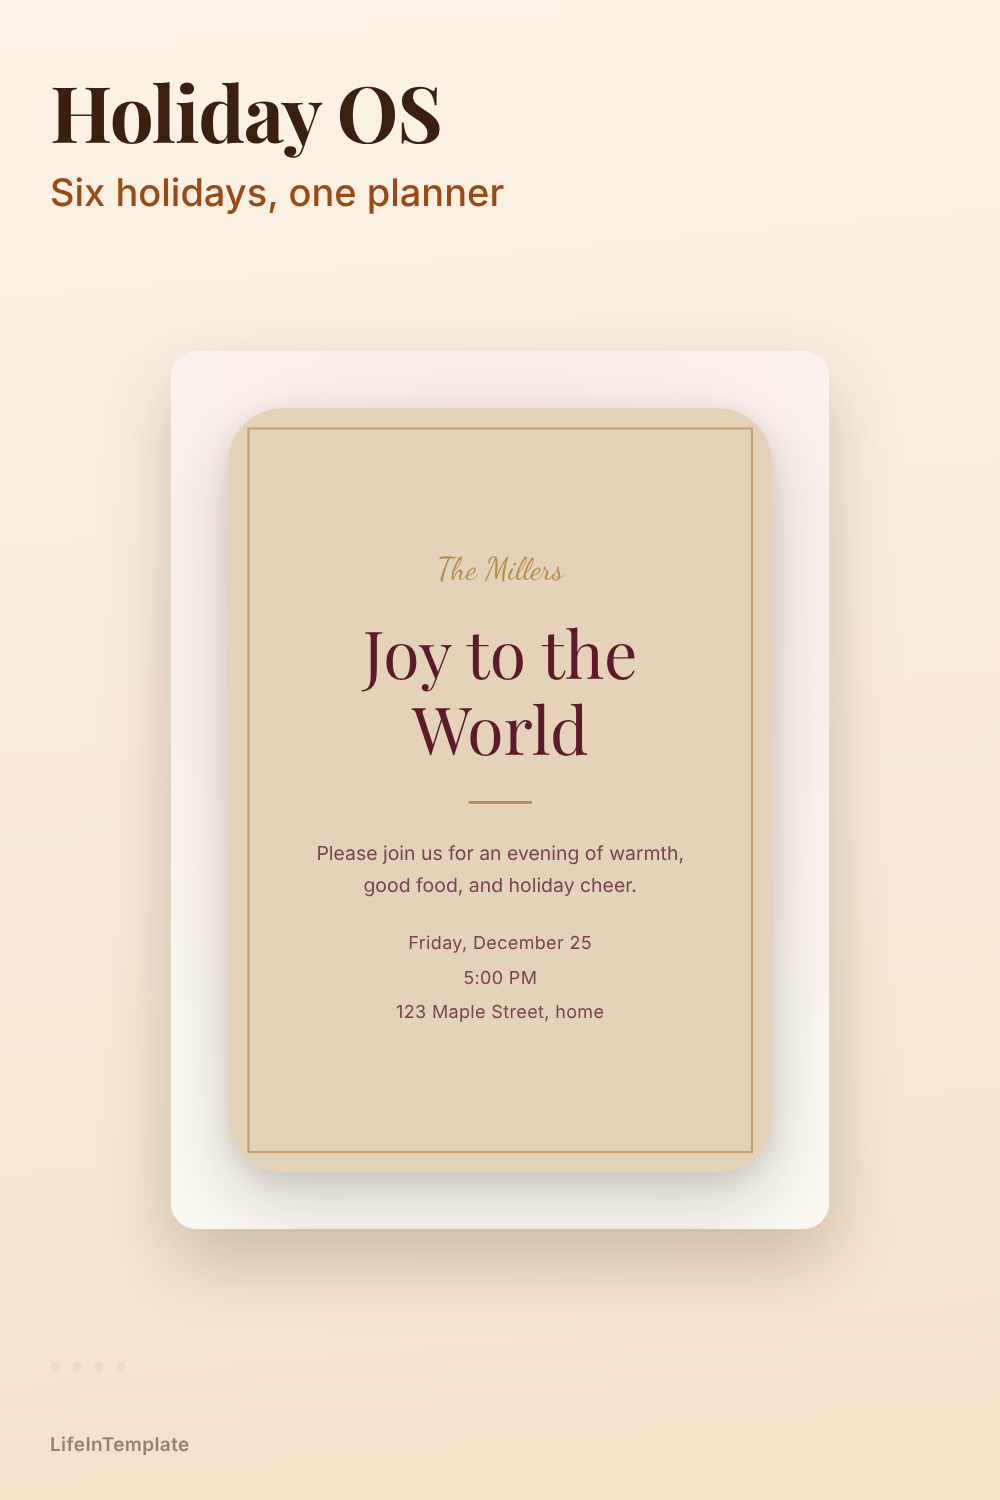 Holiday OS
Six holidays, one planner
The Millers
Joy to the
World
Please join us for an evening of warmth,
good food, and holiday cheer.
Friday, December 25
5:00 PM
123 Maple Street, home
LifeInTemplate